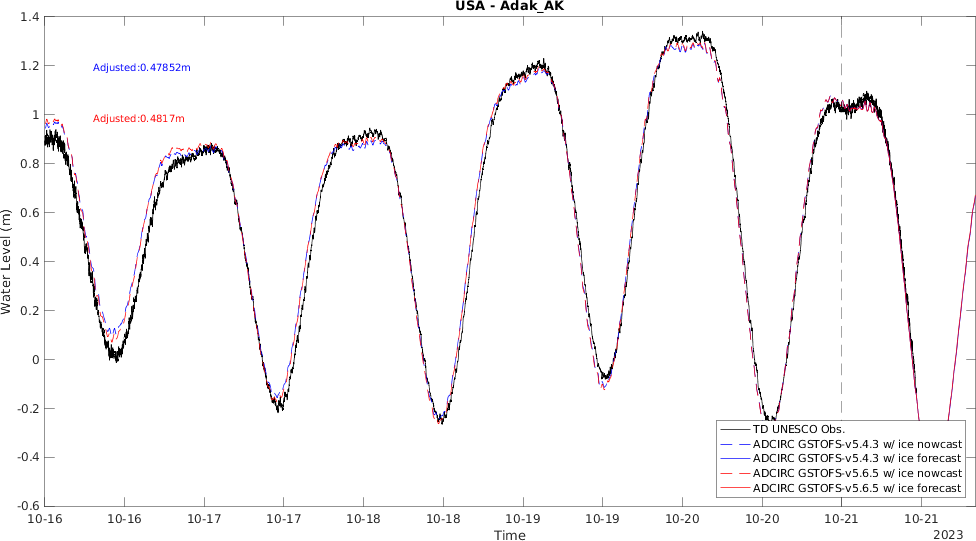 USA - Adak_AK
Adjusted:0.47852m
Adjusted:0.4817m
Water Level (m)
1.4
1.2
1
0.8
0.6
0.4
0.2
0
-0.2
-0.4
-0.6
TD UNESCO Obs.
ADCIRC GSTOFS-v5.4.3 w/ ice nowcast
ADCIRC GSTOFS-v5.4.3 w/ ice forecast
ADCIRC GSTOFS-v5.6.5 w/ ice nowcast
ADCIRC GSTOFS-v5.6.5 w/ ice forecast
10-16 10-16 10-17 10-17 10-18 10-18 10-19 10-19 10-20 10-20 10-21 10-21
Time
2023